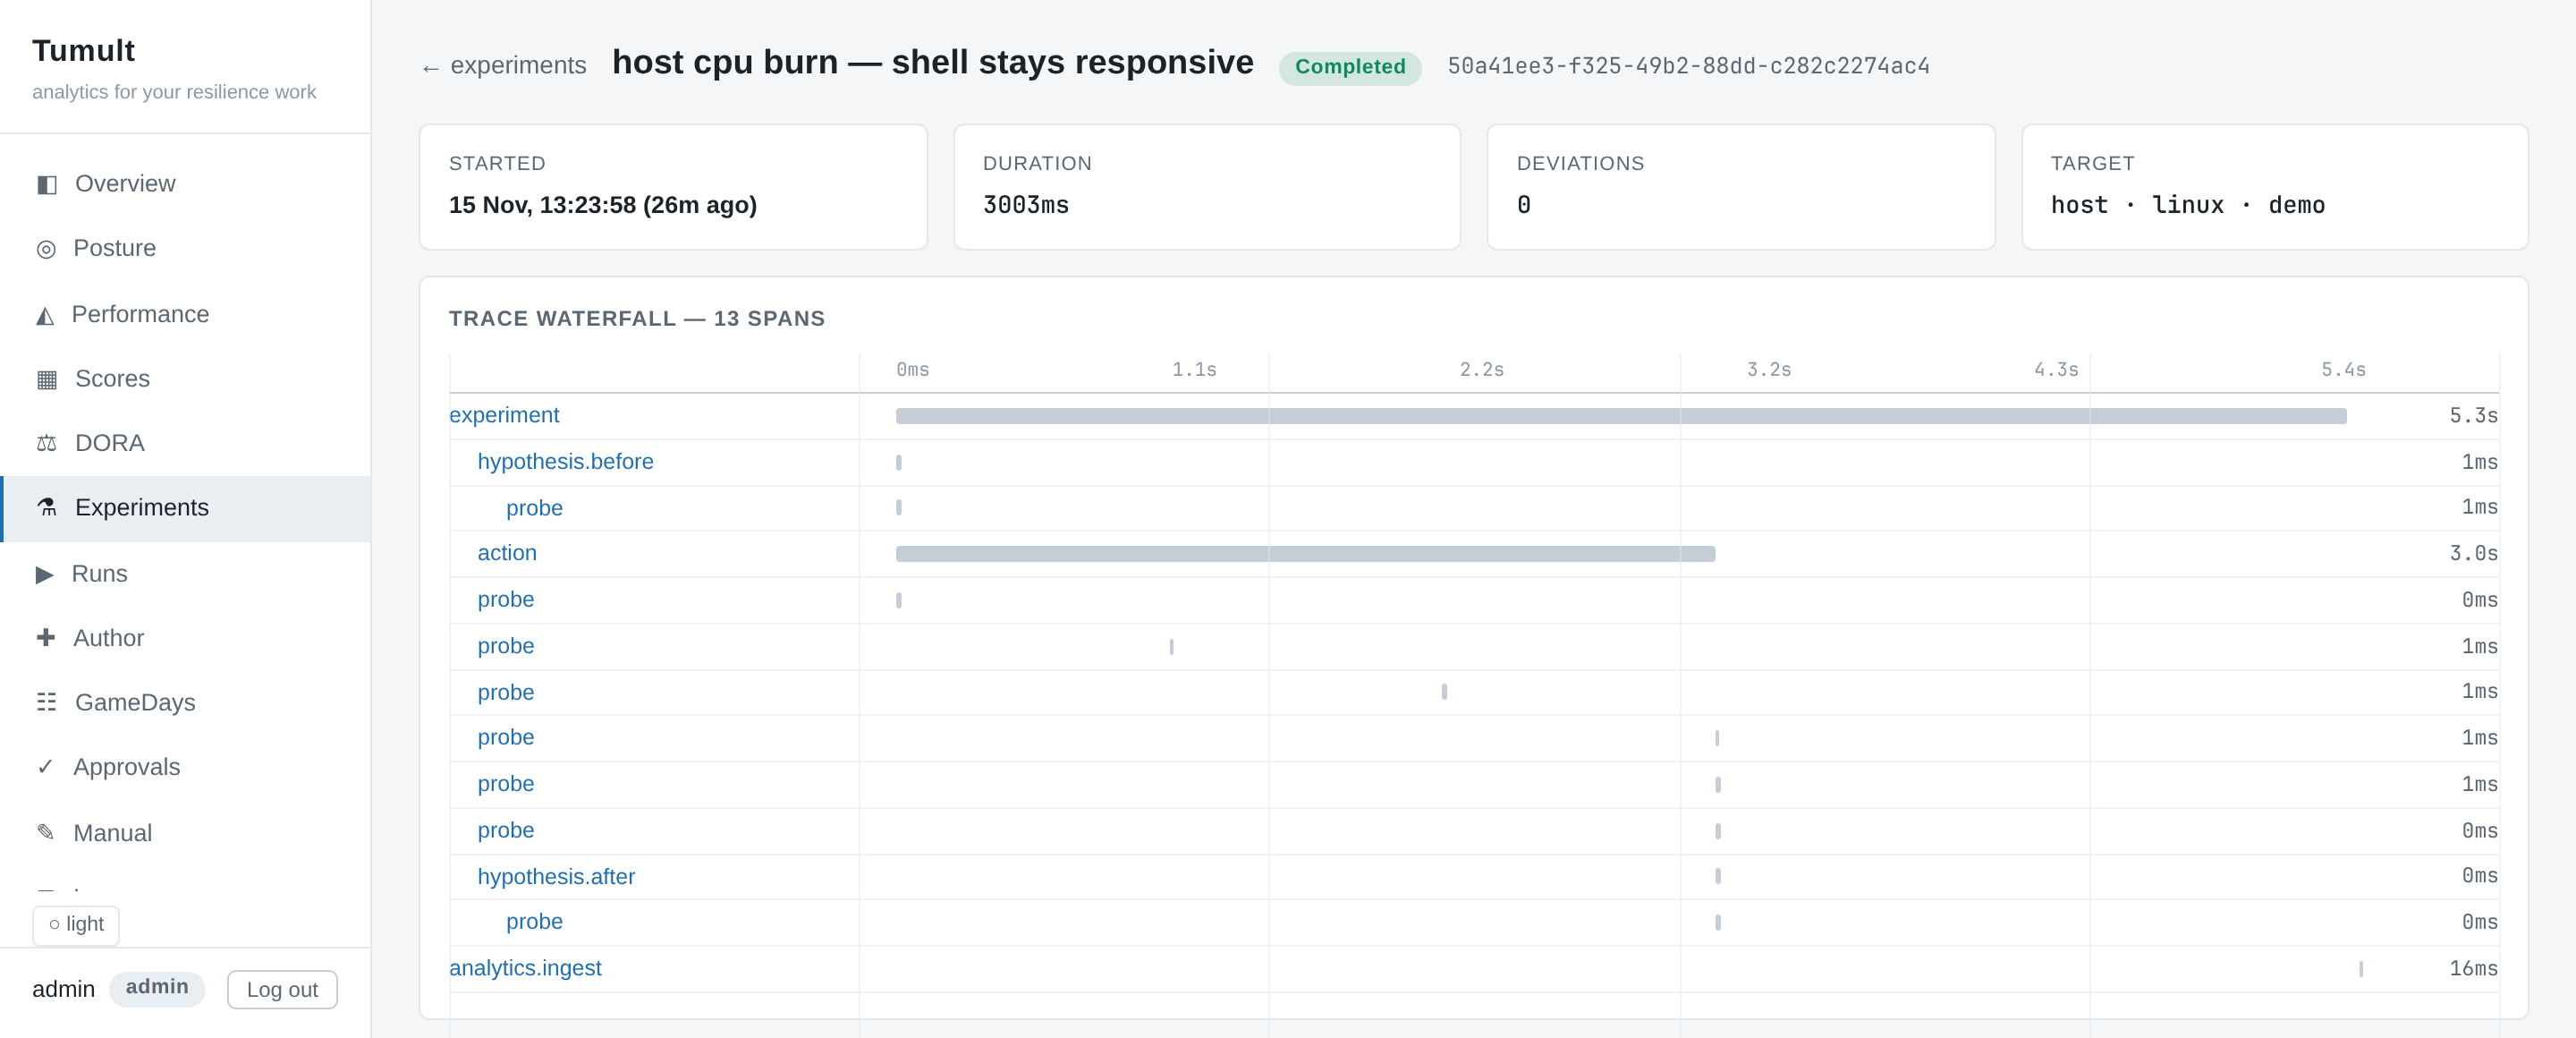 Tumult
analytics for your resilience work
Overview
Posture
Performance
Scores
DORA
Experiments
Runs
Author
GameDays
Approvals
Manual
○ light
admin admin Log out
← experiments host cpu burn — shell stays responsive Completed 50a41ee3-f325-49b2-88dd-c282c2274ac4
STARTED
15 Nov, 13:23:58 (26m ago)
DURATION
3003ms
DEVIATIONS
0
TARGET
host · linux · demo
TRACE WATERFALL — 13 SPANS
0ms 1.1s 2.2s 3.2s 4.3s 5.4s
experiment 5.3s
hypothesis.before 1ms
probe 1ms
action 3.0s
probe 0ms
probe 1ms
probe 1ms
probe 1ms
probe 1ms
probe 0ms
hypothesis.after 0ms
probe 0ms
analytics.ingest 16ms